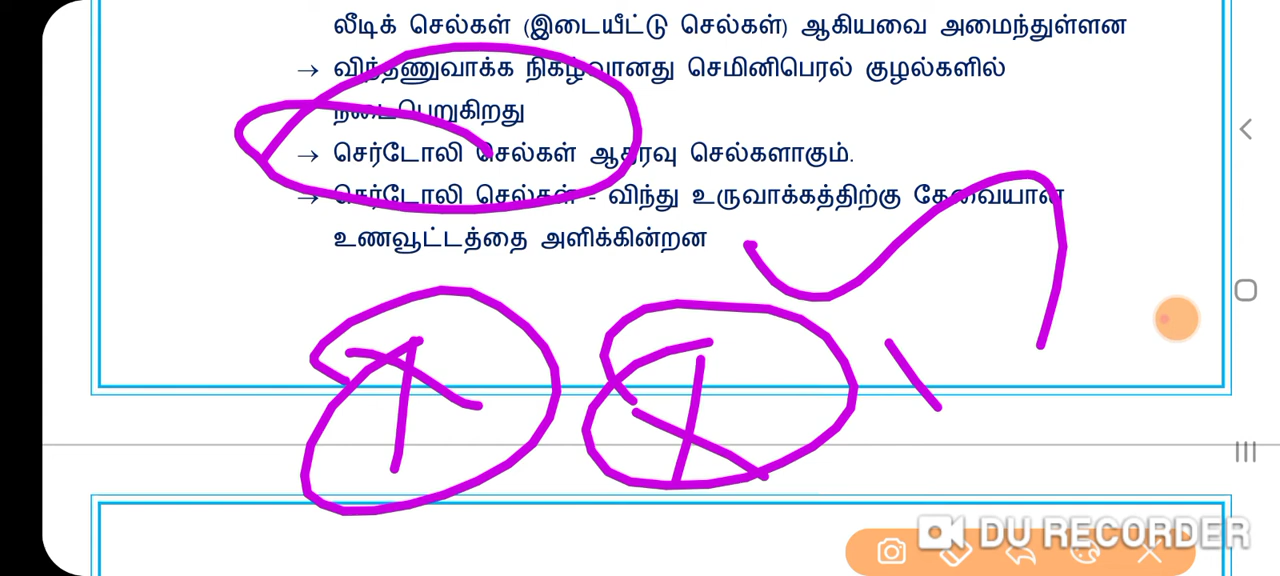 லீடிக் செல்கள் (இடையீட்டு செல்கள்) ஆகியவை அமைந்துள்ளன
→ விந்தணுவாக்க நிகழ்வானது செமினிபெரல் குழல்களில்
நடைபெறுகிறது
→ செர்டோலி செல்கள் ஆதரவு செல்களாகும்.
→ செர்டோலி செல்கள் - விந்து உருவாக்கத்திற்கு தேவையான
உணவூட்டத்தை அளிக்கின்றன
DU RECORDER